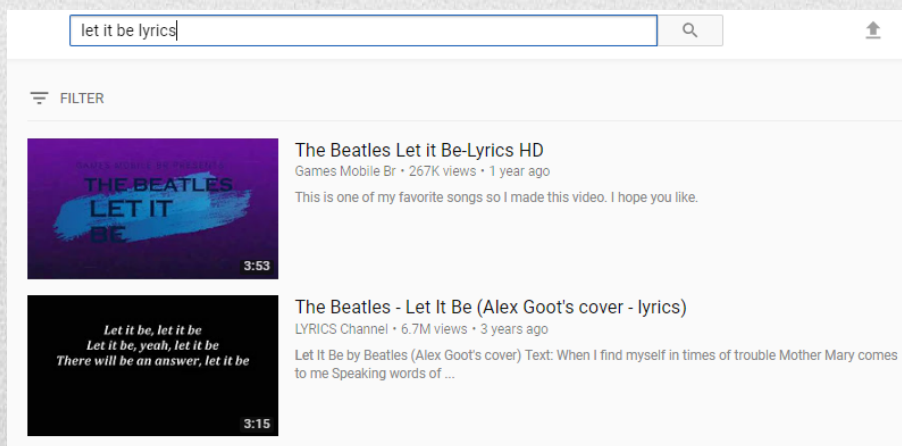 let it be lyrics
FILTER
GAMES MOBILE BR PRESENTS
THE BEATLES
LET IT
BE
3:53
The Beatles Let it Be-Lyrics HD
Games Mobile Br • 267K views • 1 year ago
This is one of my favorite songs so I made this video. I hope you like.
Let it be, let it be
Let it be, yeah, let it be
There will be an answer, let it be
3:15
The Beatles - Let It Be (Alex Goot's cover - lyrics)
LYRICS Channel • 6.7M views • 3 years ago
Let It Be by Beatles (Alex Goot's cover) Text: When I find myself in times of trouble Mother Mary comes
to me Speaking words of ...